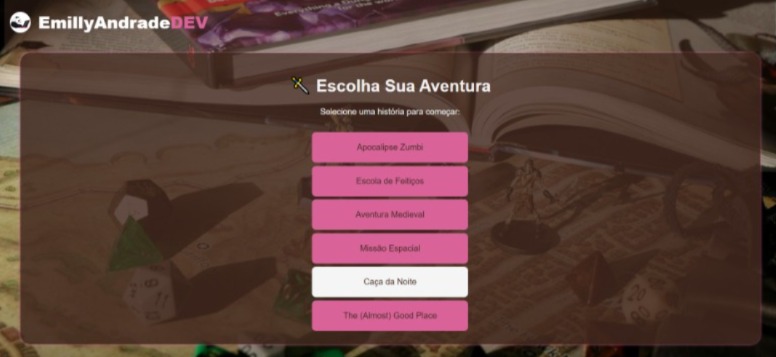 EmillyAndradeDEV
Escolha Sua Aventura
Selecione uma história para começar:
Apocalipse Zumbi
Escola de Feitiços
Aventura Medieval
Missão Espacial
Caça da Noite
The (Almost) Good Place